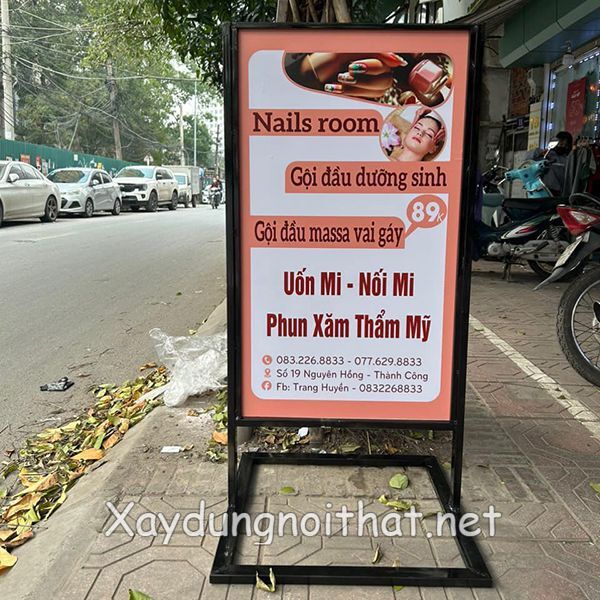 Nails room
Gội đầu dưỡng sinh
89K
Gội đầu massa vai gáy
Uốn Mi - Nối Mi
Phun Xăm Thẩm Mỹ
083.226.8833 - 077.629.8833
Số 19 Nguyên Hồng - Thành Công
Fb: Trang Huyền - 0832268833
Xaydungnoithat.net